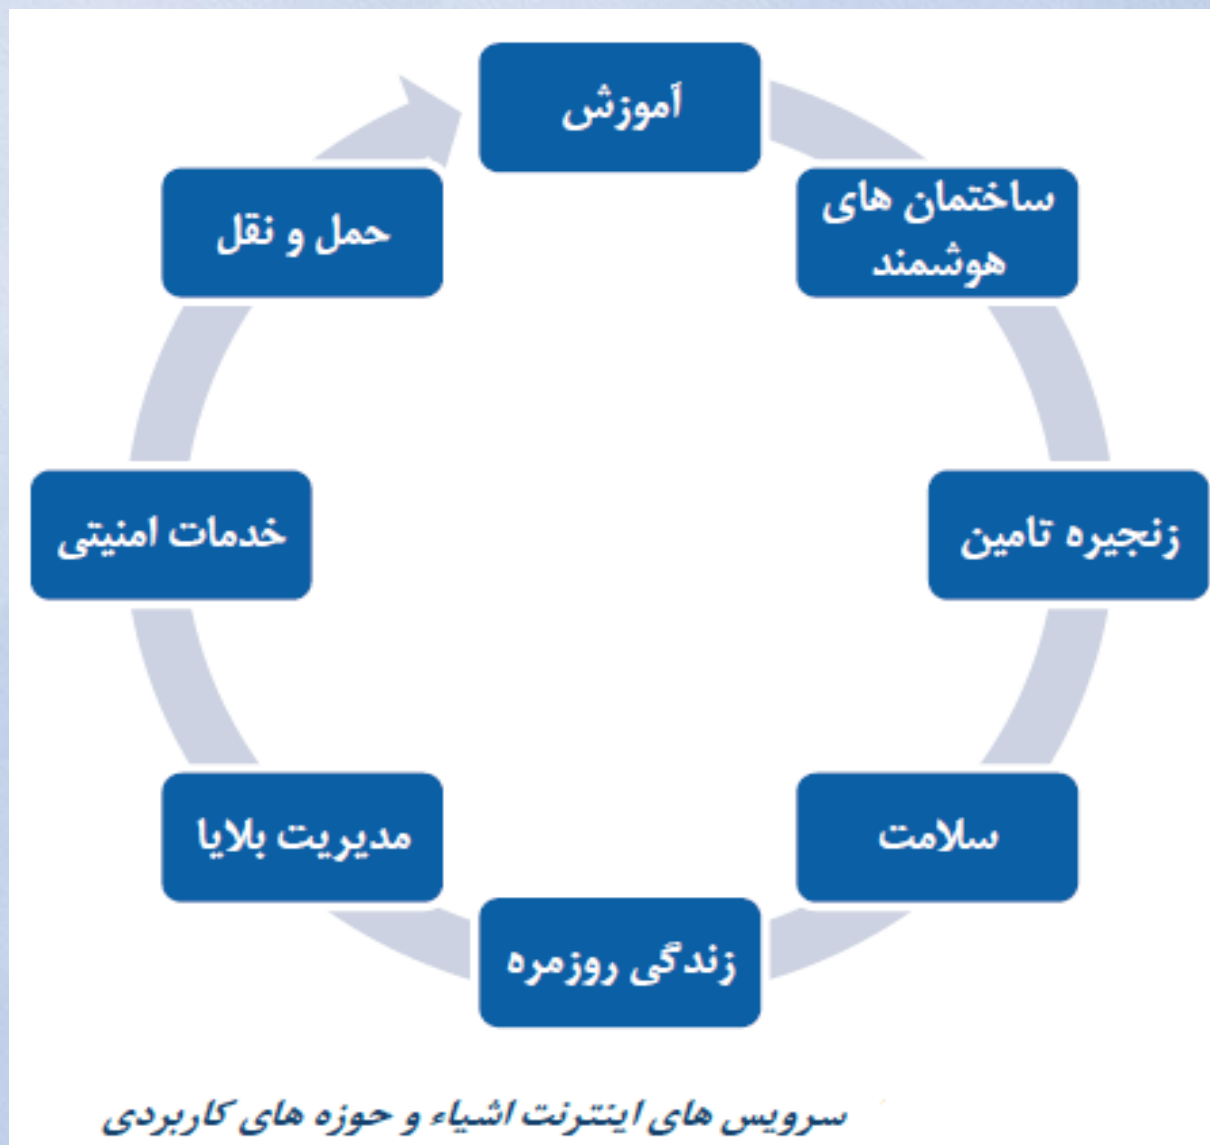 آموزش
ساختمان های
هوشمند
زنجیره تامین
سلامت
زندگی روزمره
مدیریت بلایا
خدمات امنیتی
حمل و نقل
سرویس های اینترنت اشیاء و حوزه های کاربردی